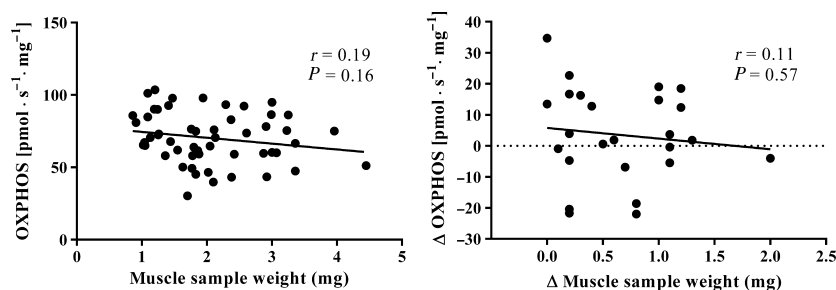 OXPHOS [pmol · s⁻¹ · mg⁻¹]
150
100
50
0
r = 0.19
P = 0.16
0 1 2 3 4 5
Muscle sample weight (mg)
Δ OXPHOS [pmol · s⁻¹ · mg⁻¹]
40
30
20
10
0
−10
−20
−30
r = 0.11
P = 0.57
0.0 0.5 1.0 1.5 2.0 2.5
Δ Muscle sample weight (mg)